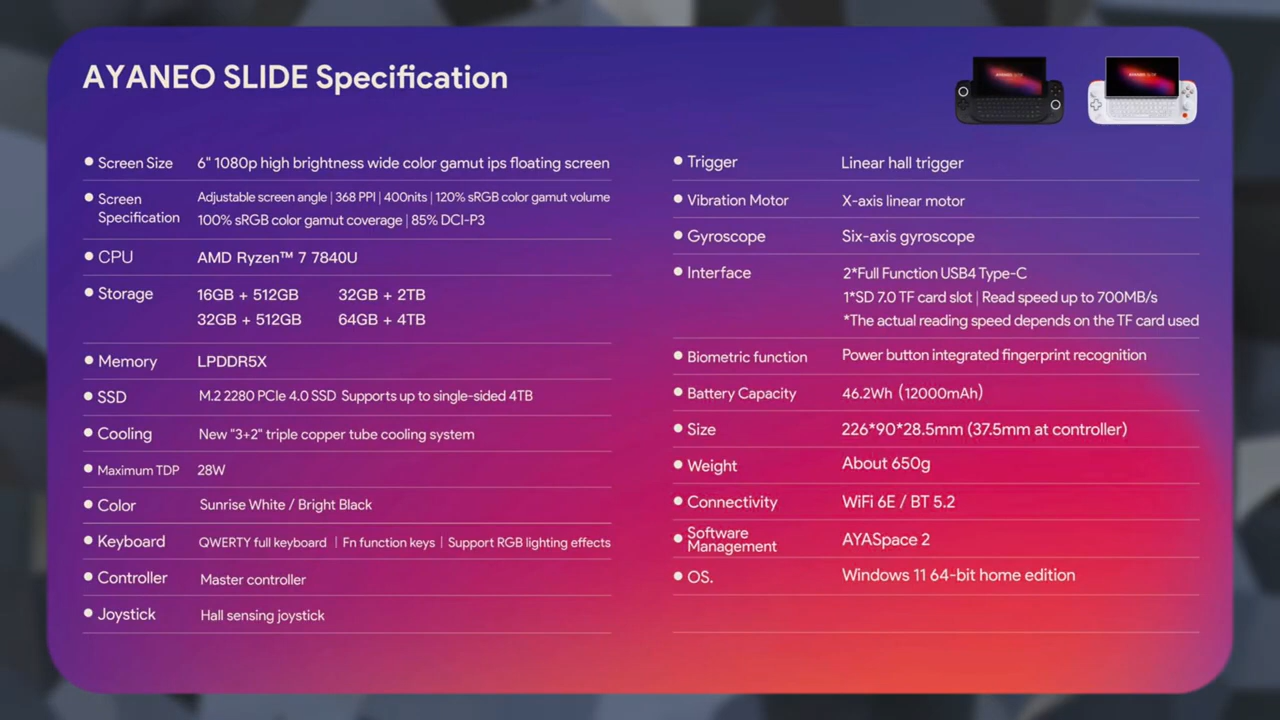 AYANEO SLIDE Specification
Screen Size 6" 1080p high brightness wide color gamut ips floating screen
Screen Specification Adjustable screen angle | 368 PPI | 400nits | 120% sRGB color gamut volume
100% sRGB color gamut coverage | 85% DCI-P3
CPU AMD Ryzen™ 7 7840U
Storage 16GB + 512GB 32GB + 2TB
32GB + 512GB 64GB + 4TB
Memory LPDDR5X
SSD M.2 2280 PCIe 4.0 SSD Supports up to single-sided 4TB
Cooling New "3+2" triple copper tube cooling system
Maximum TDP 28W
Color Sunrise White / Bright Black
Keyboard QWERTY full keyboard | Fn function keys | Support RGB lighting effects
Controller Master controller
Joystick Hall sensing joystick
Trigger Linear hall trigger
Vibration Motor X-axis linear motor
Gyroscope Six-axis gyroscope
Interface 2*Full Function USB4 Type-C
1*SD 7.0 TF card slot | Read speed up to 700MB/s
*The actual reading speed depends on the TF card used
Biometric function Power button integrated fingerprint recognition
Battery Capacity 46.2Wh (12000mAh)
Size 226*90*28.5mm (37.5mm at controller)
Weight About 650g
Connectivity WiFi 6E / BT 5.2
Software Management AYASpace 2
OS. Windows 11 64-bit home edition